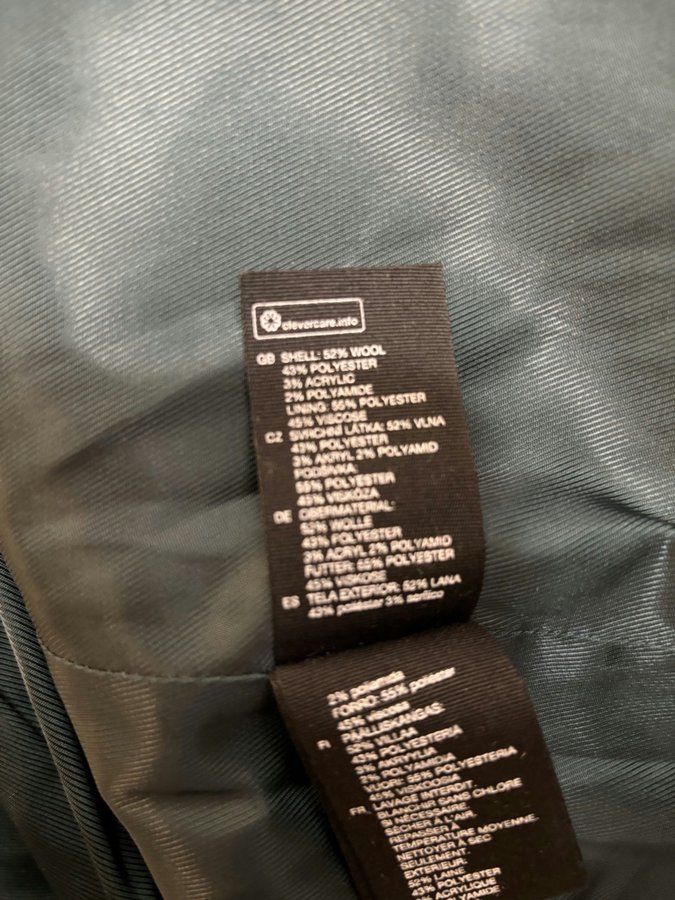 clevercare.info
GB SHELL: 52% WOOL
43% POLYESTER
3% ACRYLIC
2% POLYAMIDE
LINING: 55% POLYESTER
45% VISCOSE
CZ SVRCHNÍ LÁTKA: 52% VLNA
43% POLYESTER
3% AKRYL 2% POLYAMID
PODŠÍVKA:
55% POLYESTER
45% VISKÓZA
DE OBERMATERIAL:
52% WOLLE
43% POLYESTER
3% ACRYL 2% POLYAMID
FUTTER: 55% POLYESTER
45% VISKOSE
ES TELA EXTERIOR: 52% LANA
43% poliéster 3% acrílico
2% poliamida
FORRO: 55% poliéster
45% viscosa
FI PÄÄLLISKANGAS:
52% VILLAA
43% POLYESTERIA
3% AKRYYLIA
2% POLYAMIDIA
VUORI: 55% POLYESTERIA
45% VISKOOSIA
FR LAVAGE INTERDIT.
BLANCHIR SANS CHLORE
SI NÉCESSAIRE.
SÉCHER À L'AIR.
REPASSER À
TEMPÉRATURE MOYENNE.
NETTOYER À SEC
SEULEMENT.
EXTÉRIEUR:
52% LAINE
43% POLYESTER
3% ACRYLIQUE